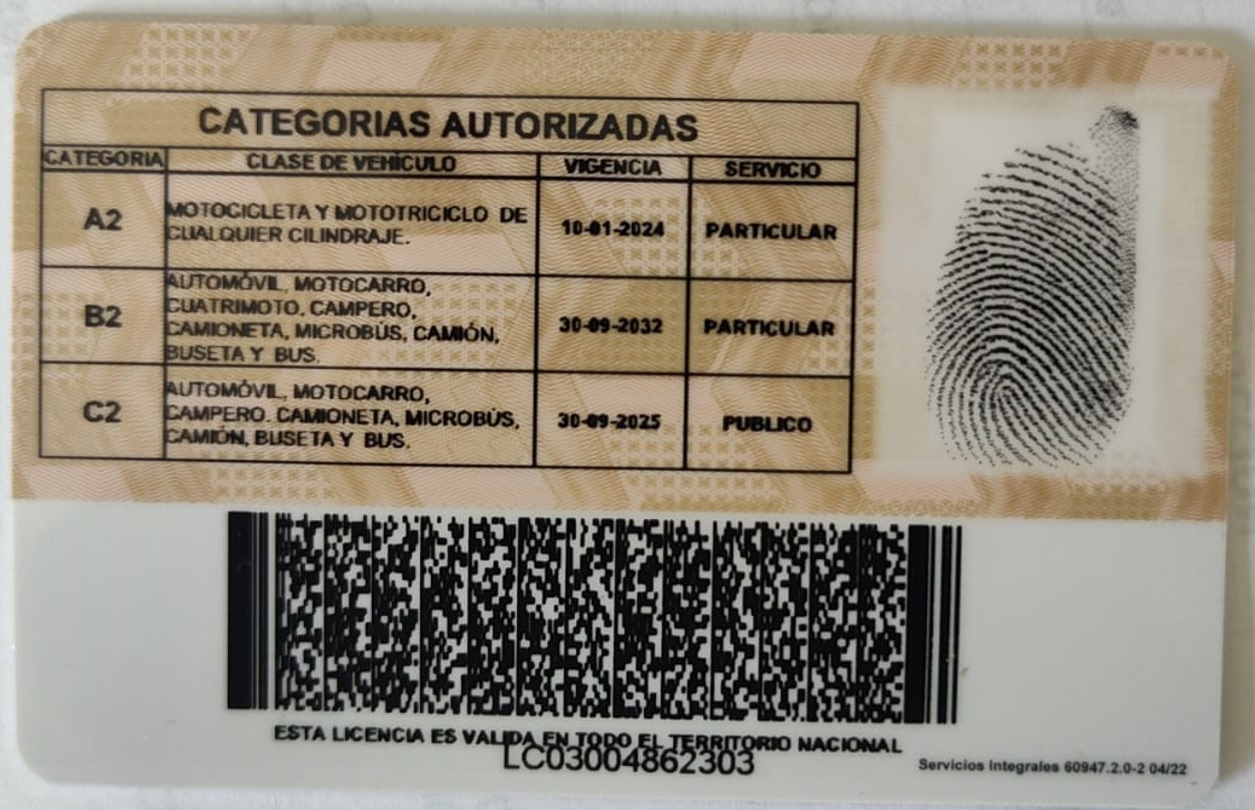 CATEGORIAS AUTORIZADAS
CATEGORIA CLASE DE VEHÍCULO VIGENCIA SERVICIO
A2 MOTOCICLETA Y MOTOTRICICLO DE CUALQUIER CILINDRAJE. 10-01-2024 PARTICULAR
B2 AUTOMÓVIL, MOTOCARRO, CUATRIMOTO, CAMPERO, CAMIONETA, MICROBÚS, CAMIÓN, BUSETA Y BUS. 30-09-2032 PARTICULAR
C2 AUTOMÓVIL, MOTOCARRO, CAMPERO. CAMIONETA, MICROBÚS, CAMIÓN, BUSETA Y BUS. 30-09-2025 PUBLICO
ESTA LICENCIA ES VALIDA EN TODO EL TERRITORIO NACIONAL
LC03004862303
Servicios Integrales 60947.2.0-2 04/22